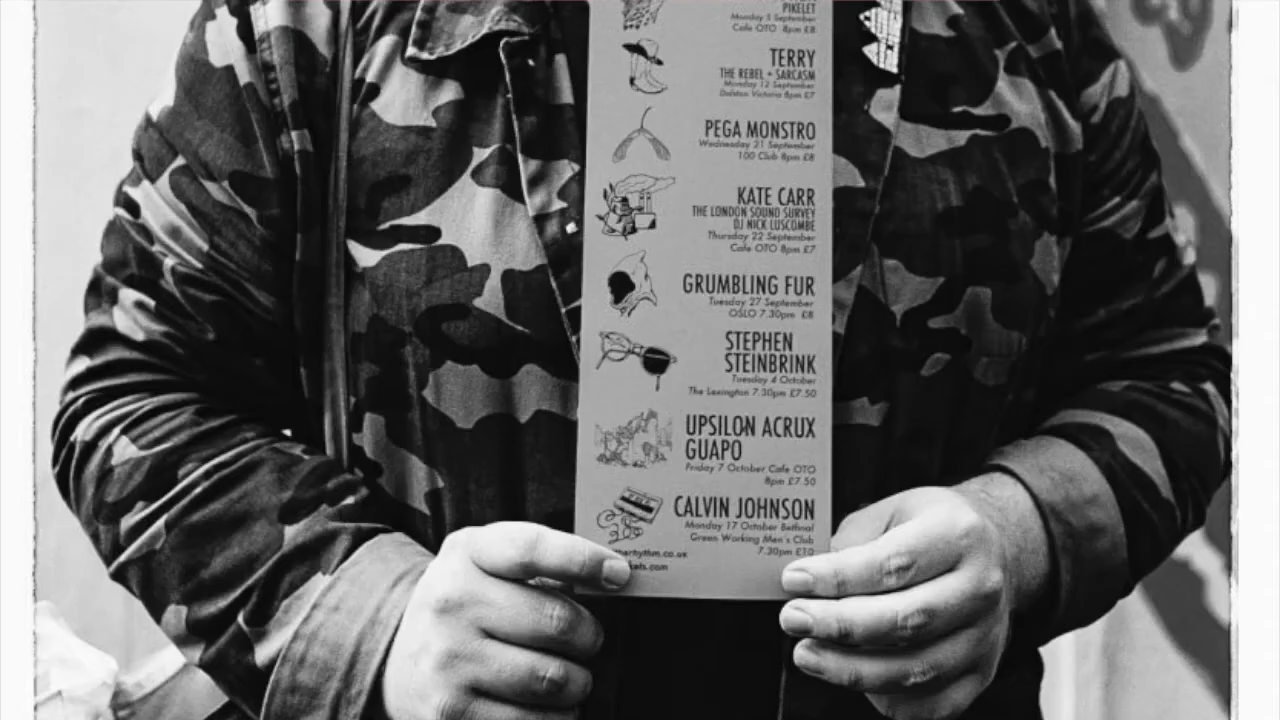 PIKELET
Monday 5 September
Cafe OTO 8pm £8
TERRY
THE REBEL + SARCASM
Monday 12 September
Dalston Victoria 8pm £7
PEGA MONSTRO
Wednesday 21 September
100 Club 8pm £8
KATE CARR
THE LONDON SOUND SURVEY
DJ NICK LUSCOMBE
Thursday 22 September
Cafe OTO 8pm £7
GRUMBLING FUR
Tuesday 27 September
OSLO 7.30pm £8
STEPHEN
STEINBRINK
Tuesday 4 October
The Lexington 7.30pm £7.50
UPSILON ACRUX
GUAPO
Friday 7 October Cafe OTO
8pm £7.50
CALVIN JOHNSON
Monday 17 October Bethnal
Green Working Men's Club
7.30pm £10